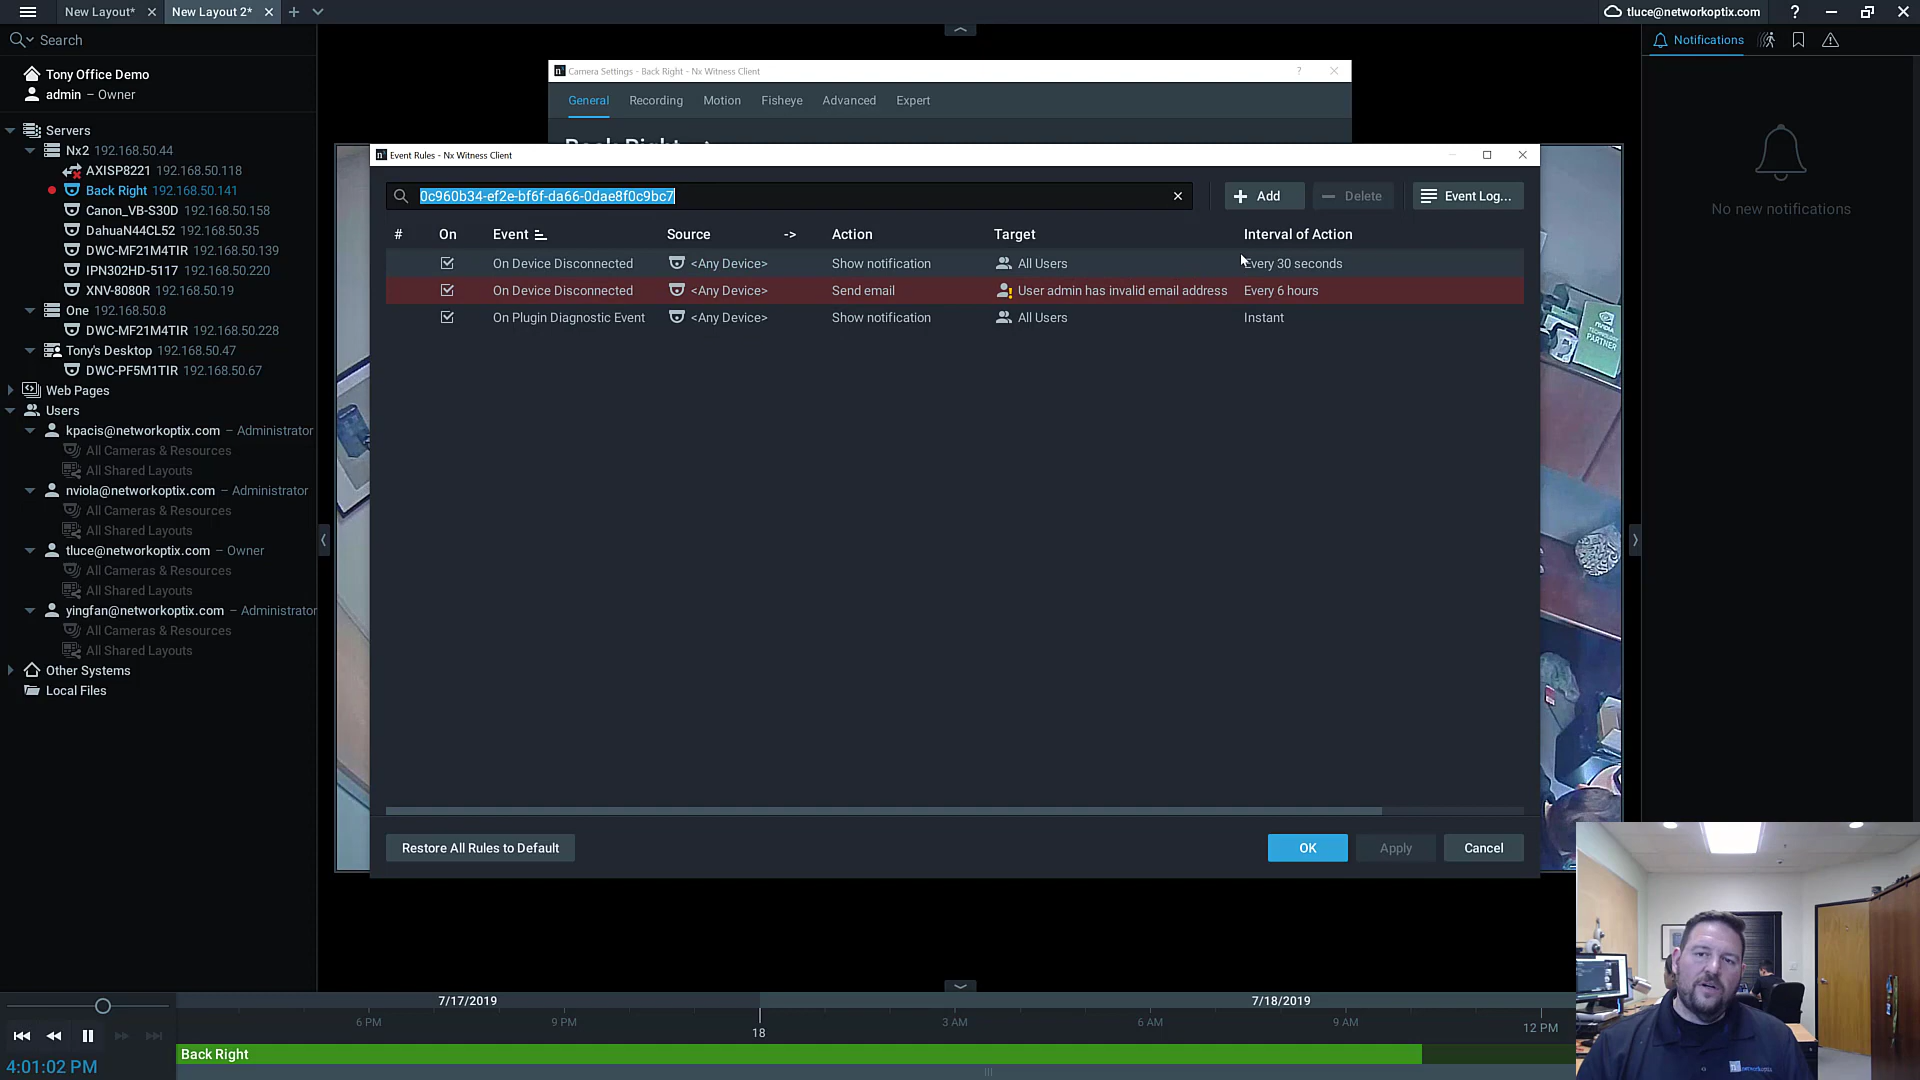 New Layout*
New Layout 2*
tluce@networkoptix.com
Search
Tony Office Demo
admin – Owner
Servers
Nx2 192.168.50.44
AXISP8221 192.168.50.118
Back Right 192.168.50.141
Canon_VB-S30D 192.168.50.158
DahuaN44CL52 192.168.50.35
DWC-MF21M4TIR 192.168.50.139
IPN302HD-5117 192.168.50.220
XNV-8080R 192.168.50.19
One 192.168.50.8
DWC-MF21M4TIR 192.168.50.228
Tony's Desktop 192.168.50.47
DWC-PF5M1TIR 192.168.50.67
Web Pages
Users
kpacis@networkoptix.com – Administrator
All Cameras & Resources
All Shared Layouts
nviola@networkoptix.com – Administrator
All Cameras & Resources
All Shared Layouts
tluce@networkoptix.com – Owner
All Cameras & Resources
All Shared Layouts
yingfan@networkoptix.com – Administrator
All Cameras & Resources
All Shared Layouts
Other Systems
Local Files
Camera Settings - Back Right - Nx Witness Client
General Recording Motion Fisheye Advanced Expert
Back Right
Event Rules - Nx Witness Client
0c960b34-ef2e-bf6f-da66-0dae8f0c9bc7
+ Add
Delete
Event Log...
# On Event Source -> Action Target Interval of Action
On Device Disconnected <Any Device> Show notification All Users Every 30 seconds
On Device Disconnected <Any Device> Send email User admin has invalid email address Every 6 hours
On Plugin Diagnostic Event <Any Device> Show notification All Users Instant
Restore All Rules to Default
OK
Apply
Cancel
Notifications
No new notifications
NVIDIA
TECHNOLOGY
PARTNER
7/17/2019
7/18/2019
6 PM
9 PM
18
3 AM
6 AM
9 AM
12 PM
Back Right
4:01:02 PM
networkoptix